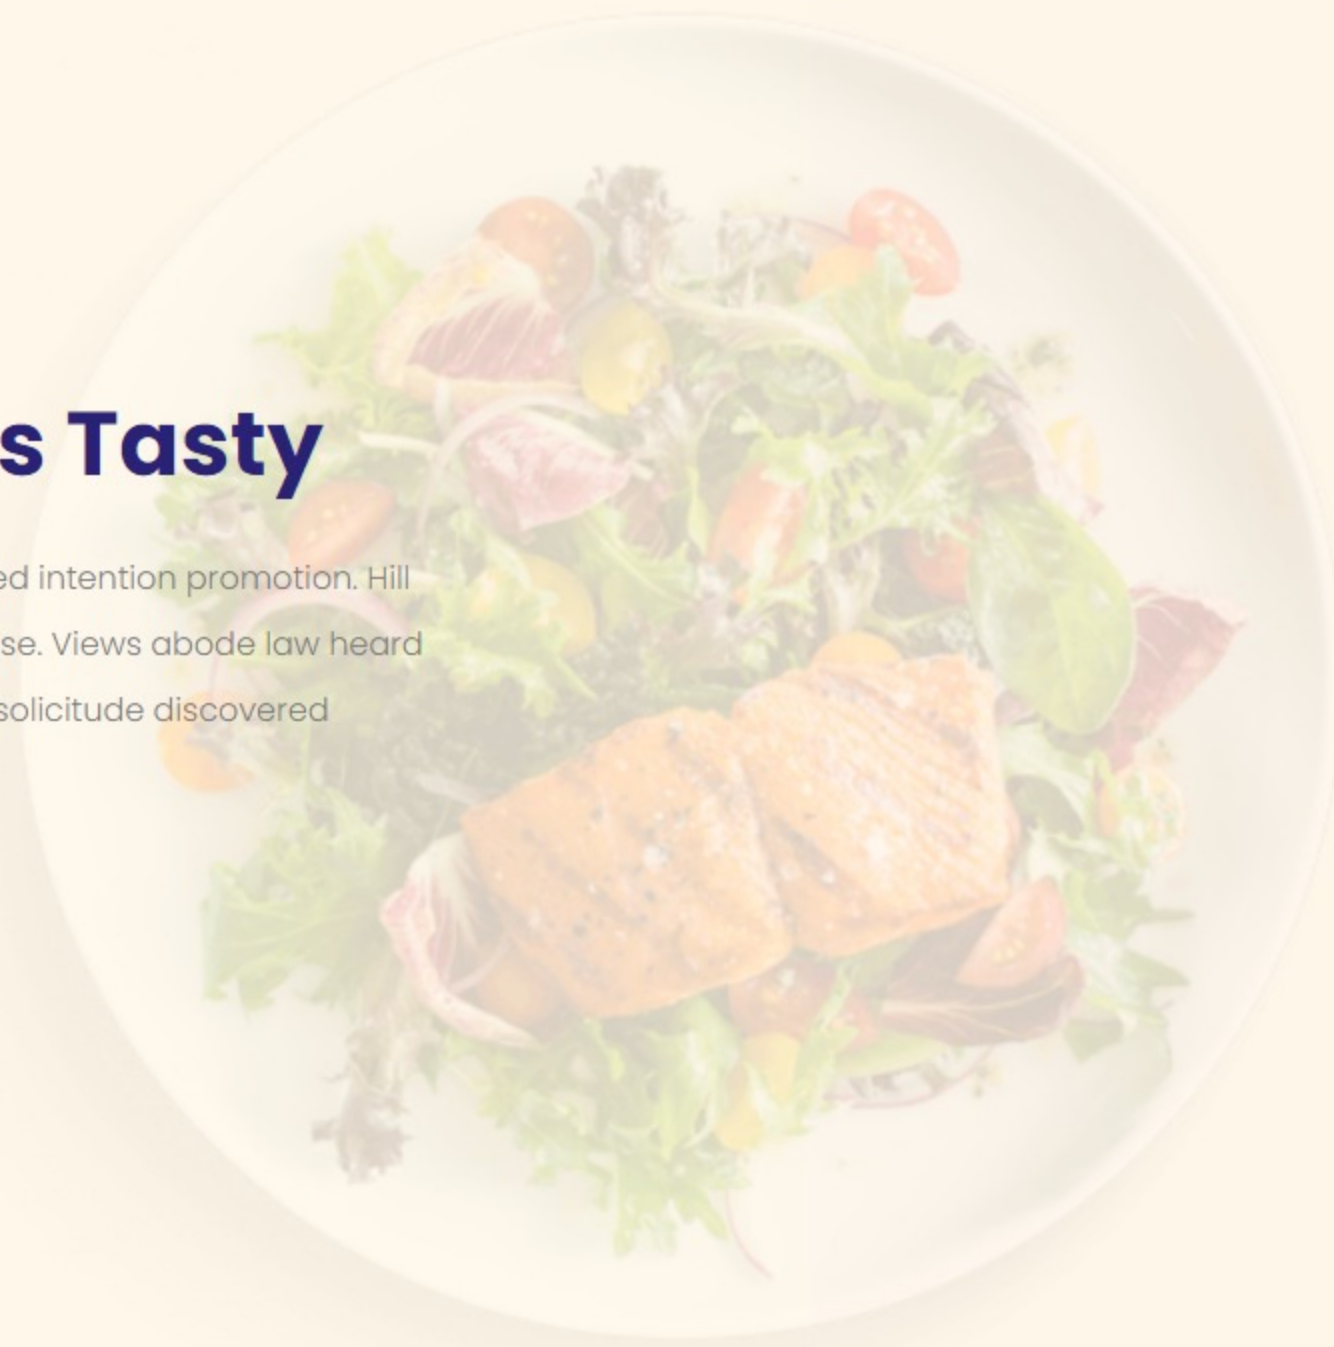 s Tasty
ed intention promotion. Hill
se. Views abode law heard
solicitude discovered